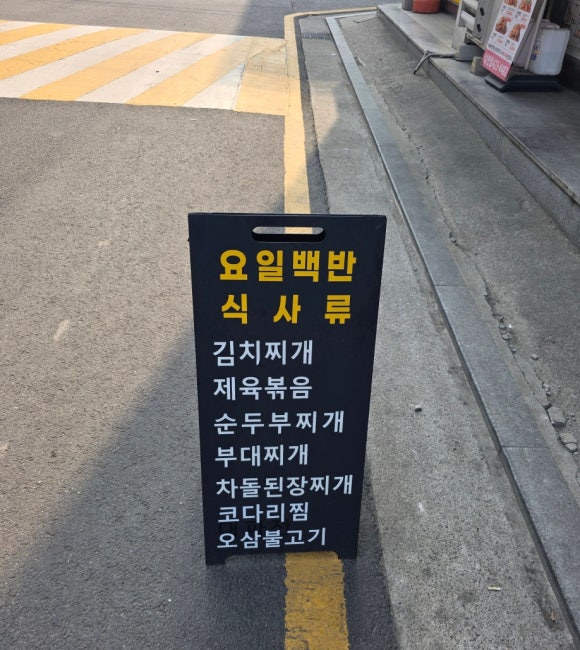 요일백반
식사류
김치찌개
제육볶음
순두부찌개
부대찌개
차돌된장찌개
코다리찜
오삼불고기